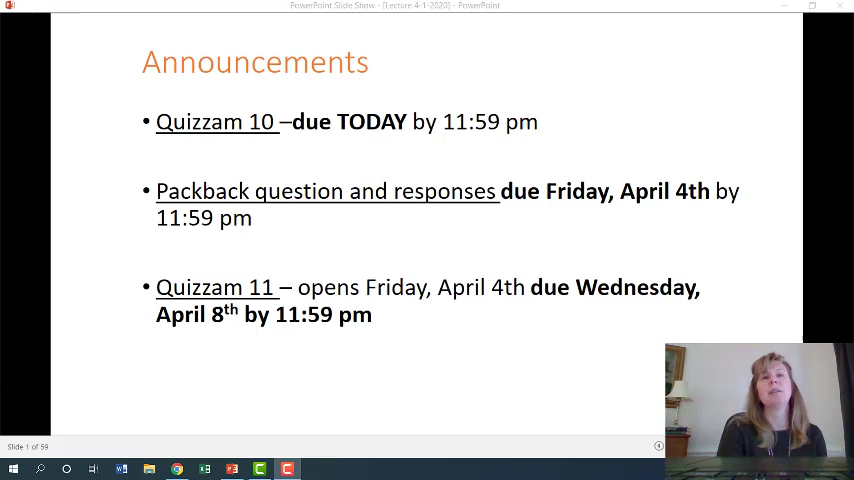 PowerPoint Slide Show - [Lecture 4-1-2020] - PowerPoint
Announcements
• Quizzam 10 –due TODAY by 11:59 pm
• Packback question and responses due Friday, April 4th by
11:59 pm
• Quizzam 11 – opens Friday, April 4th due Wednesday,
April 8th by 11:59 pm
Slide 1 of 59